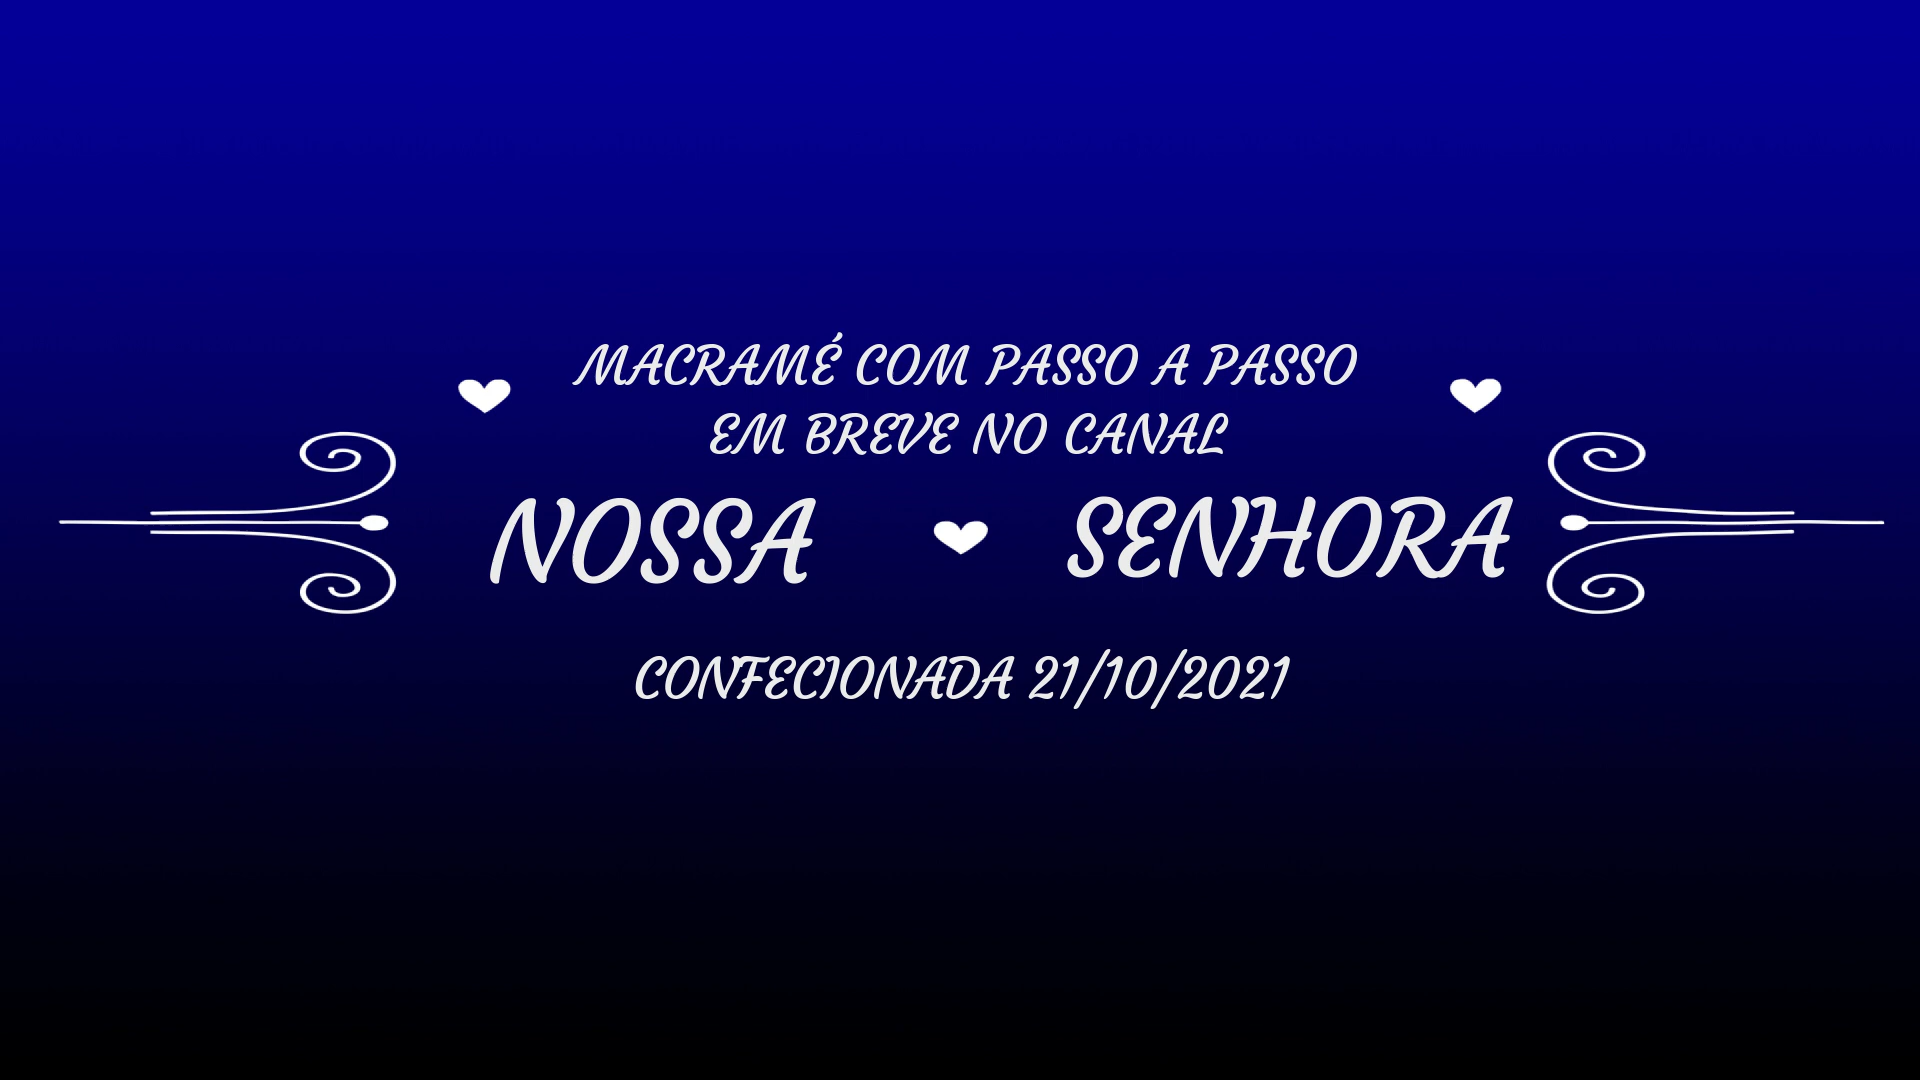 MACRAMÉ COM PASSO A PASSO
EM BREVE NO CANAL
NOSSA SENHORA
CONFECIONADA 21/10/2021